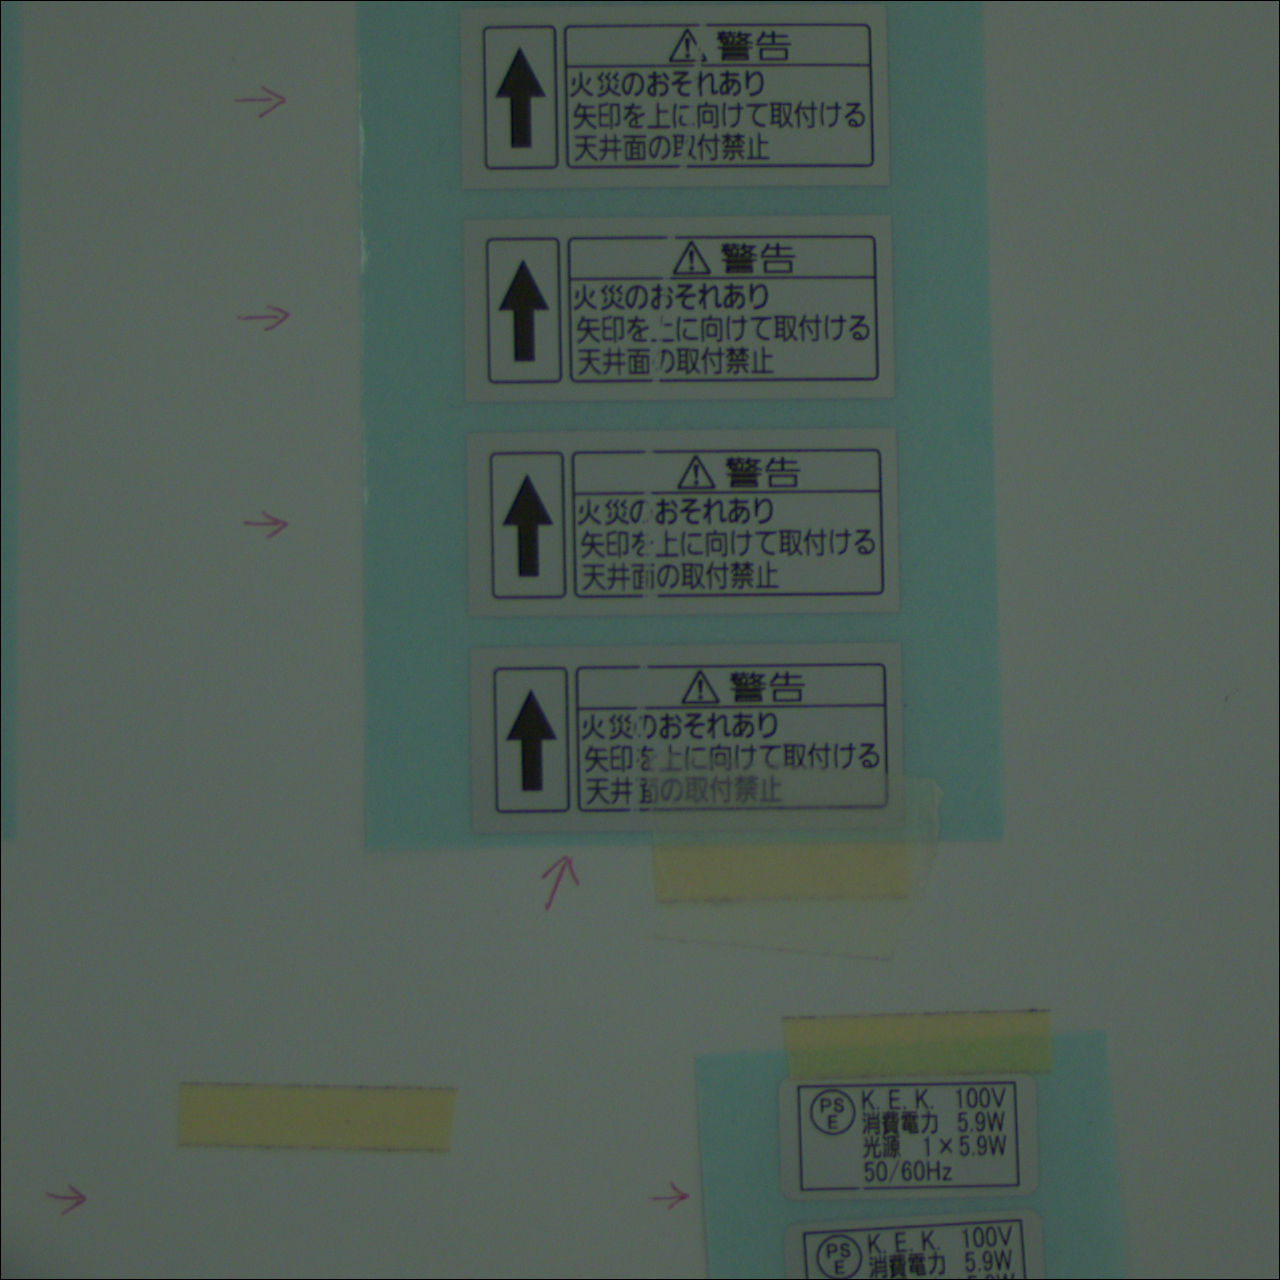 警告
火災のおそれあり
矢印を上に向けて取付ける
天井面の取付禁止
警告
火災のおそれあり
矢印を上に向けて取付ける
天井面の取付禁止
警告
火災のおそれあり
矢印を上に向けて取付ける
天井面の取付禁止
警告
火災のおそれあり
矢印を上に向けて取付ける
天井面の取付禁止
PS E K. E. K. 100V
消費電力 5.9W
光源 1×5.9W
50/60Hz
PS E K. E. K. 100V
消費電力 5.9W